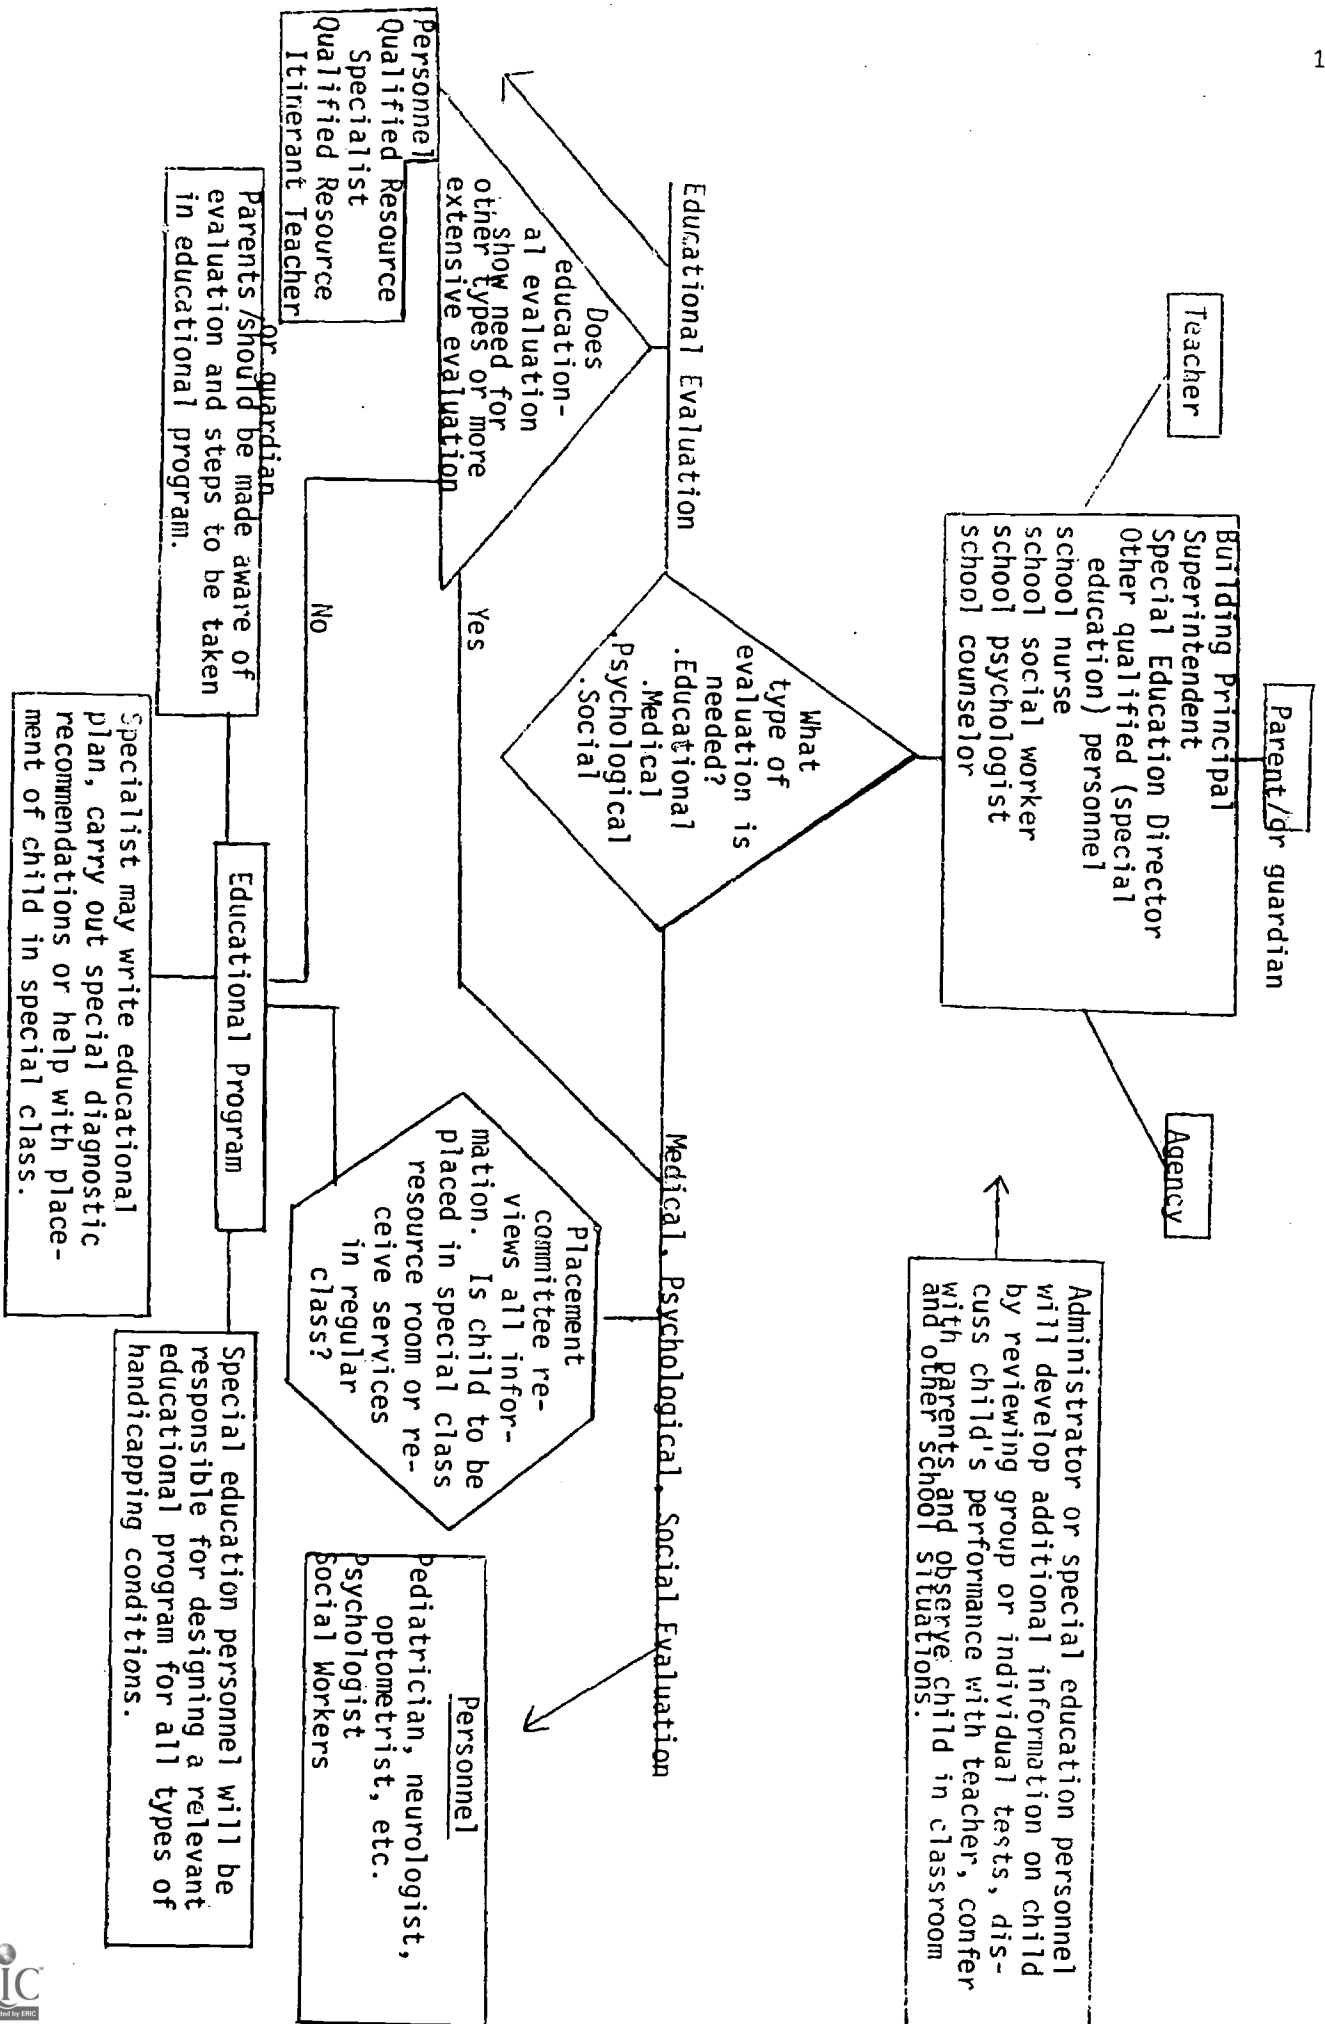 1
Parent/or guardian
Teacher
Agency
Building Principal
Superintendent
Special Education Director
Other qualified (special
education) personnel
school nurse
school social worker
school psychologist
school counselor
Administrator or special education personnel
will develop additional information on child
by reviewing group or individual tests, dis-
cuss child's performance with teacher, confer
with parents and observe child in classroom
and other school situations.
What
type of
evaluation is
needed?
.Educational
.Medical
.Psychological
.Social
Educational Evaluation
Medical, Psychological, Social Evaluation
Does
education-
al evaluation
show need for
other types or more
extensive evaluation
Yes
No
Personnel
Qualified Resource
Specialist
Qualified Resource
Itinerant Teacher
Placement
committee re-
views all infor-
mation. Is child to be
placed in special class
resource room or re-
ceive services
in regular
class?
Personnel
Pediatrician, neurologist,
optometrist, etc.
Psychologist
Social Workers
or guardian
Parents/should be made aware of
evaluation and steps to be taken
in educational program.
Educational Program
Specialist may write educational
plan, carry out special diagnostic
recommendations or help with place-
ment of child in special class.
Special education personnel will be
responsible for designing a relevant
educational program for all types of
handicapping conditions.